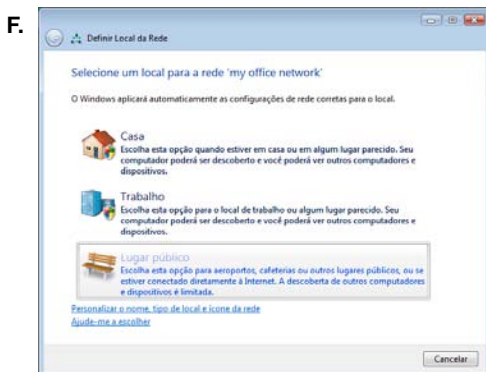 F.
Definir Local da Rede
Selecione um local para a rede 'my office network'
O Windows aplicará automaticamente as configurações de rede corretas para o local.
Casa
Escolha esta opção quando estiver em casa ou em algum lugar parecido. Seu
computador poderá ser descoberto e você poderá ver outros computadores e
dispositivos.
Trabalho
Escolha esta opção para o local de trabalho ou algum lugar parecido. Seu
computador poderá ser descoberto e você poderá ver outros computadores e
dispositivos.
Lugar público
Escolha esta opção para aeroportos, cafeterias ou outros lugares públicos, ou se
estiver conectado diretamente à Internet. A descoberta de outros computadores
e dispositivos é limitada.
Personalizar o nome, tipo de local e ícone da rede
Ajude-me a escolher
Cancelar